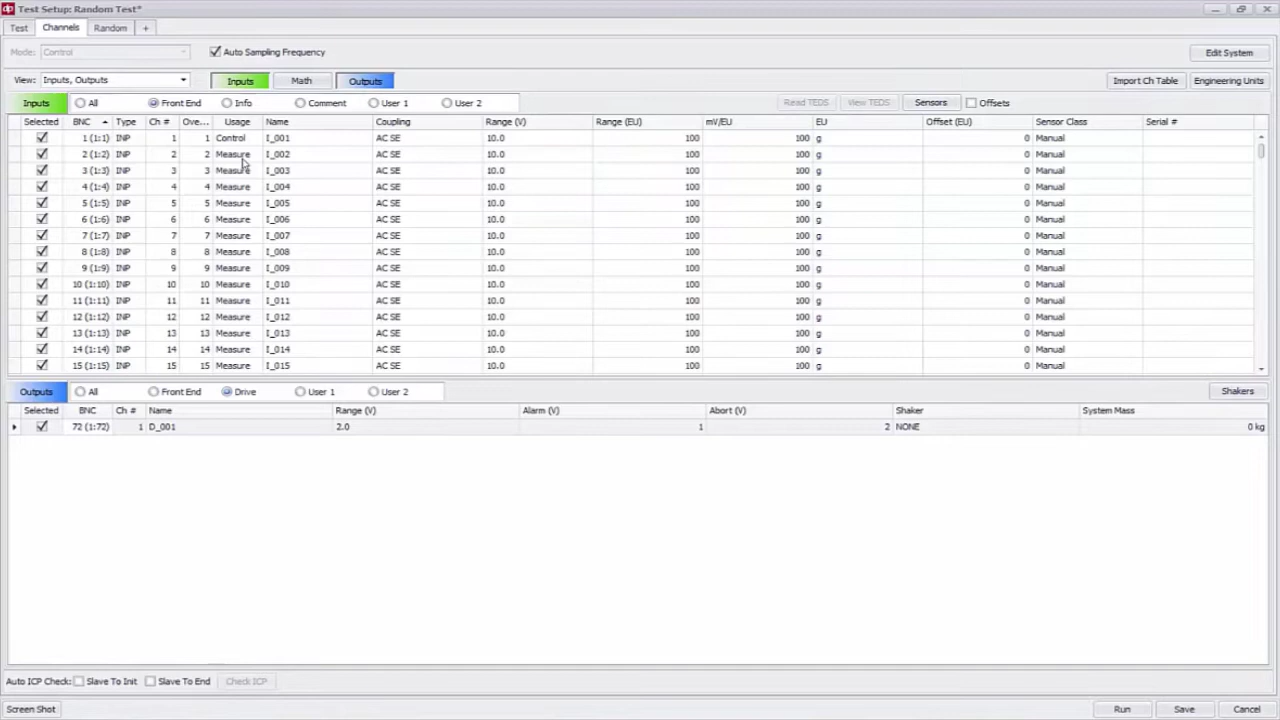 dp Test Setup: Random Test*
Test Channels Random +
Mode: Control Auto Sampling Frequency Edit System
View: Inputs, Outputs Inputs Math Outputs Import Ch Table Engineering Units
Inputs All Front End Info Comment User 1 User 2 Read TEDS View TEDS Sensors Offsets
Selected BNC Type Ch # Ove... Usage Name Coupling Range (V) Range (EU) mV/EU EU Offset (EU) Sensor Class Serial #
1 (1:1) INP 1 1 Control I_001 AC SE 10.0 100 100 g 0 Manual
2 (1:2) INP 2 2 Measure I_002 AC SE 10.0 100 100 g 0 Manual
3 (1:3) INP 3 3 Measure I_003 AC SE 10.0 100 100 g 0 Manual
4 (1:4) INP 4 4 Measure I_004 AC SE 10.0 100 100 g 0 Manual
5 (1:5) INP 5 5 Measure I_005 AC SE 10.0 100 100 g 0 Manual
6 (1:6) INP 6 6 Measure I_006 AC SE 10.0 100 100 g 0 Manual
7 (1:7) INP 7 7 Measure I_007 AC SE 10.0 100 100 g 0 Manual
8 (1:8) INP 8 8 Measure I_008 AC SE 10.0 100 100 g 0 Manual
9 (1:9) INP 9 9 Measure I_009 AC SE 10.0 100 100 g 0 Manual
10 (1:10) INP 10 10 Measure I_010 AC SE 10.0 100 100 g 0 Manual
11 (1:11) INP 11 11 Measure I_011 AC SE 10.0 100 100 g 0 Manual
12 (1:12) INP 12 12 Measure I_012 AC SE 10.0 100 100 g 0 Manual
13 (1:13) INP 13 13 Measure I_013 AC SE 10.0 100 100 g 0 Manual
14 (1:14) INP 14 14 Measure I_014 AC SE 10.0 100 100 g 0 Manual
15 (1:15) INP 15 15 Measure I_015 AC SE 10.0 100 100 g 0 Manual
Outputs All Front End Drive User 1 User 2 Shakers
Selected BNC Ch # Name Range (V) Alarm (V) Abort (V) Shaker System Mass
72 (1:72) 1 D_001 2.0 1 2 NONE 0 kg
Auto ICP Check: Slave To Init Slave To End Check ICP
Screen Shot Run Save Cancel